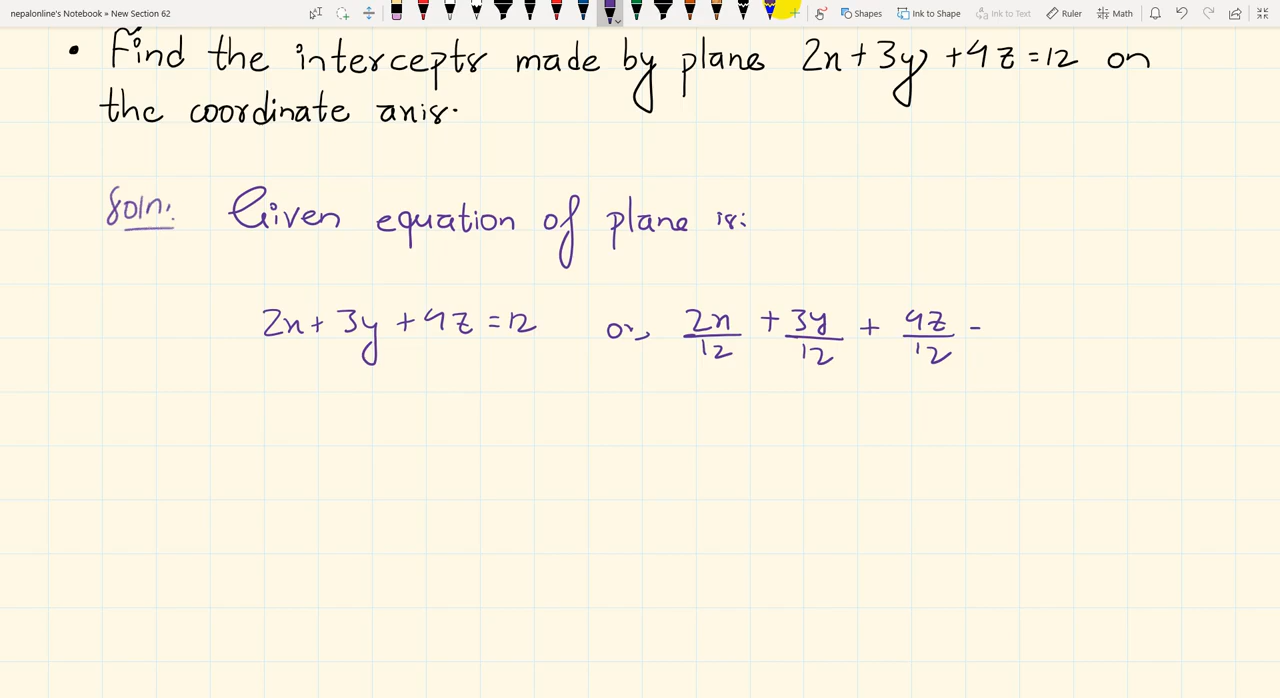 nepalonline's Notebook » New Section 62
Shapes Ink to Shape Ink to Text Ruler Math
• Find the intercepts made by plane 2x + 3y + 4z = 12 on
the coordinate axis.
Soln: Given equation of plane is:
2x + 3y + 4z = 12 or, 2x/12 + 3y/12 + 4z/12 =